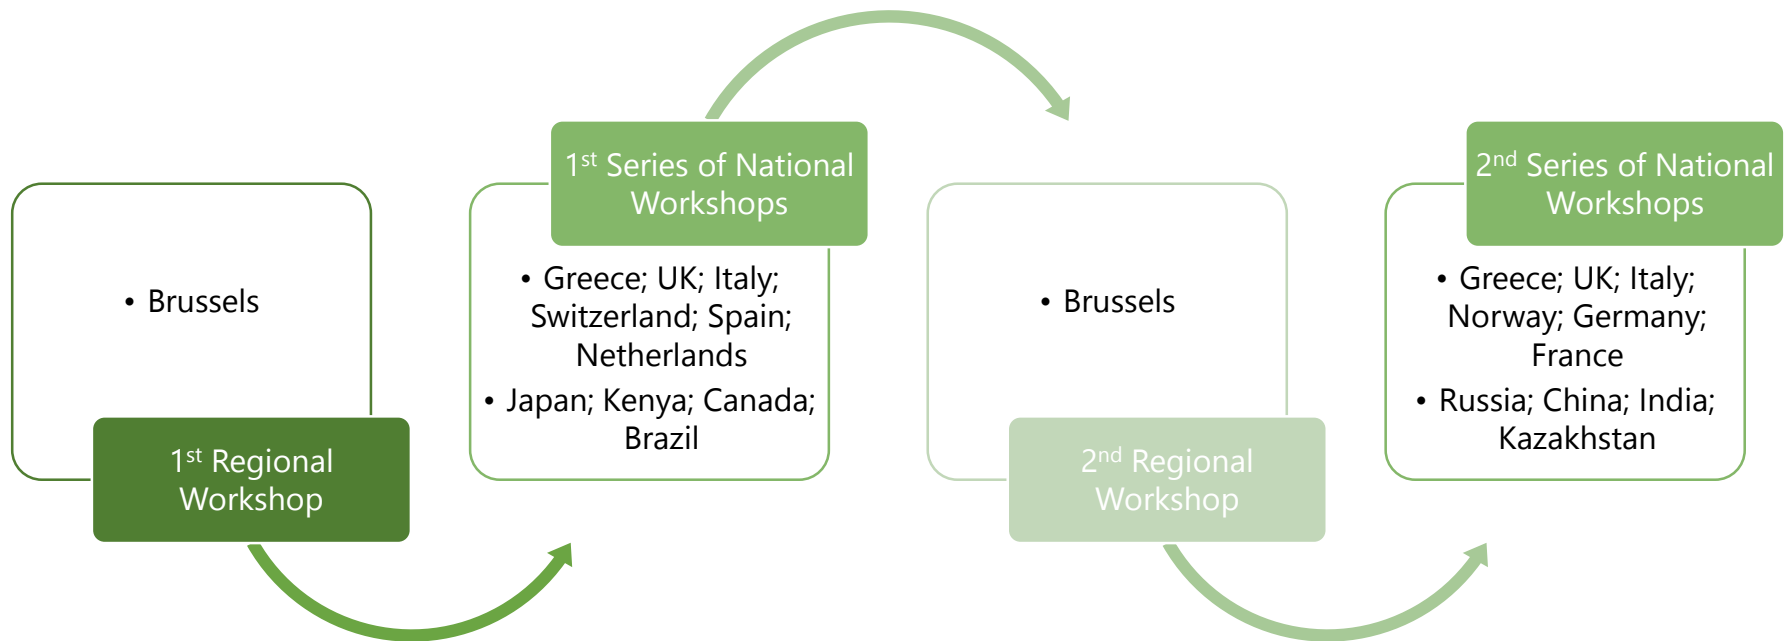 • Brussels
1st Regional
Workshop
1st Series of National
Workshops
• Greece; UK; Italy;
Switzerland; Spain;
Netherlands
• Japan; Kenya; Canada;
Brazil
• Brussels
2nd Regional
Workshop
2nd Series of National
Workshops
• Greece; UK; Italy;
Norway; Germany;
France
• Russia; China; India;
Kazakhstan